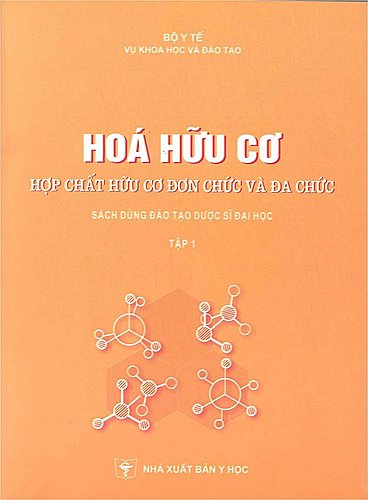 BỘ Y TẾ
VỤ KHOA HỌC VÀ ĐÀO TẠO
HOÁ HỮU CƠ
HỢP CHẤT HỮU CƠ ĐƠN CHỨC VÀ ĐA CHỨC
SÁCH DÙNG ĐÀO TẠO DƯỢC SĨ ĐẠI HỌC
TẬP 1
NHÀ XUẤT BẢN Y HỌC